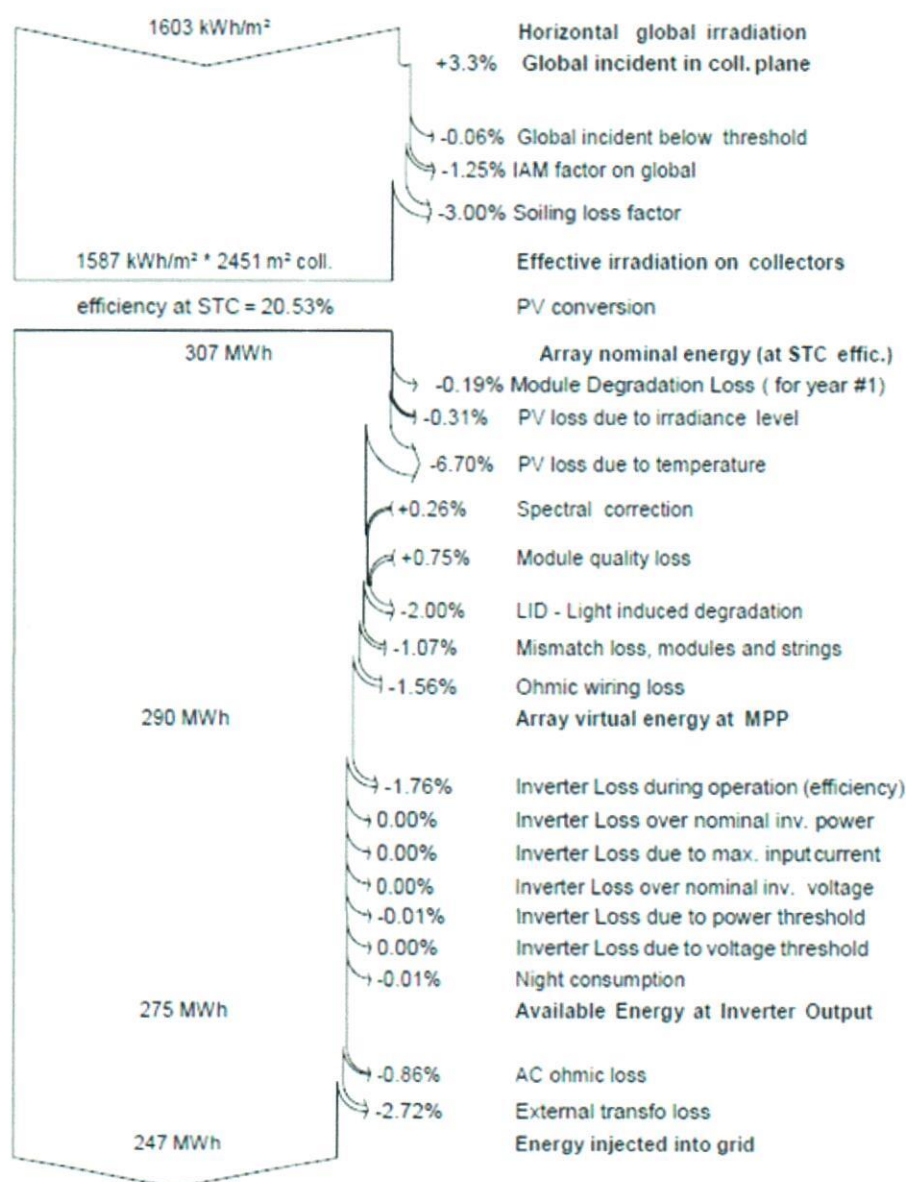 1603 kWh/m² Horizontal global irradiation
+3.3% Global incident in coll. plane
-0.06% Global incident below threshold
-1.25% IAM factor on global
-3.00% Soiling loss factor
1587 kWh/m² * 2451 m² coll. Effective irradiation on collectors
efficiency at STC = 20.53% PV conversion
307 MWh Array nominal energy (at STC effic.)
-0.19% Module Degradation Loss ( for year #1)
-0.31% PV loss due to irradiance level
-6.70% PV loss due to temperature
+0.26% Spectral correction
+0.75% Module quality loss
-2.00% LID - Light induced degradation
-1.07% Mismatch loss, modules and strings
-1.56% Ohmic wiring loss
290 MWh Array virtual energy at MPP
-1.76% Inverter Loss during operation (efficiency)
0.00% Inverter Loss over nominal inv. power
0.00% Inverter Loss due to max. input current
0.00% Inverter Loss over nominal inv. voltage
-0.01% Inverter Loss due to power threshold
0.00% Inverter Loss due to voltage threshold
-0.01% Night consumption
275 MWh Available Energy at Inverter Output
-0.86% AC ohmic loss
-2.72% External transfo loss
247 MWh Energy injected into grid